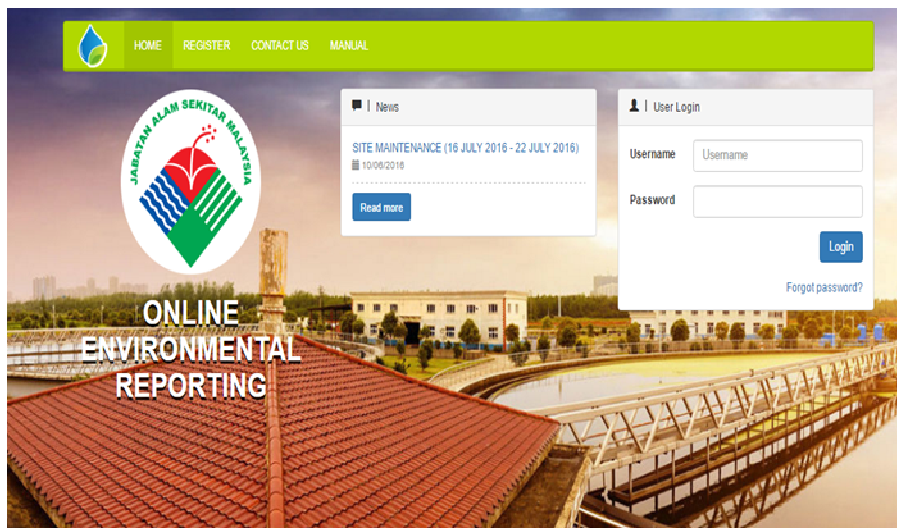 HOME REGISTER CONTACT US MANUAL
JABATAN ALAM SEKITAR MALAYSIA
ONLINE
ENVIRONMENTAL
REPORTING
| News
SITE MAINTENANCE (16 JULY 2016 - 22 JULY 2016)
10/06/2016
Read more
| User Login
Username Username
Password
Login
Forgot password?